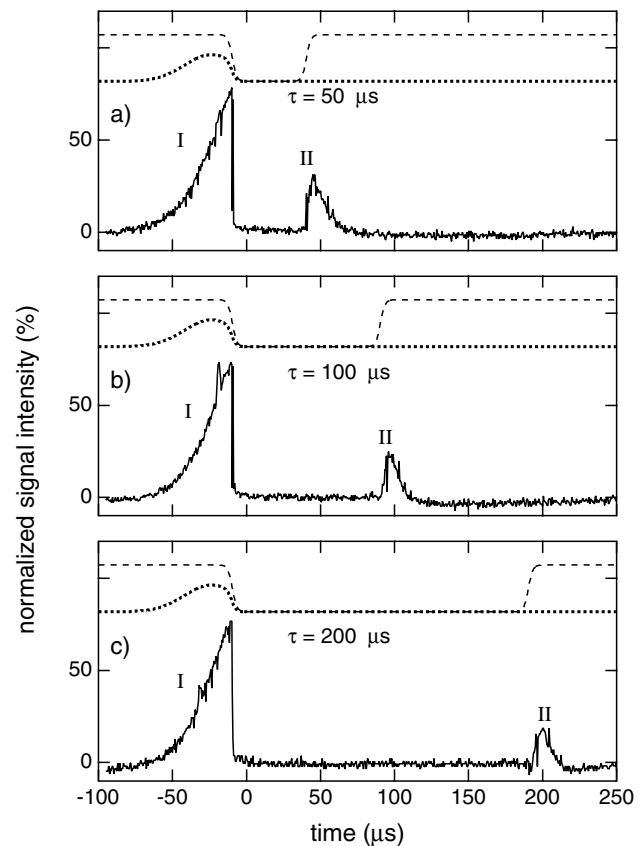 τ = 50 μs
a)
I
50
II
0
τ = 100 μs
b)
I
50
II
0
normalized signal intensity (%)
τ = 200 μs
c)
I
50
II
0
-100 -50 0 50 100 150 200 250
time (μs)